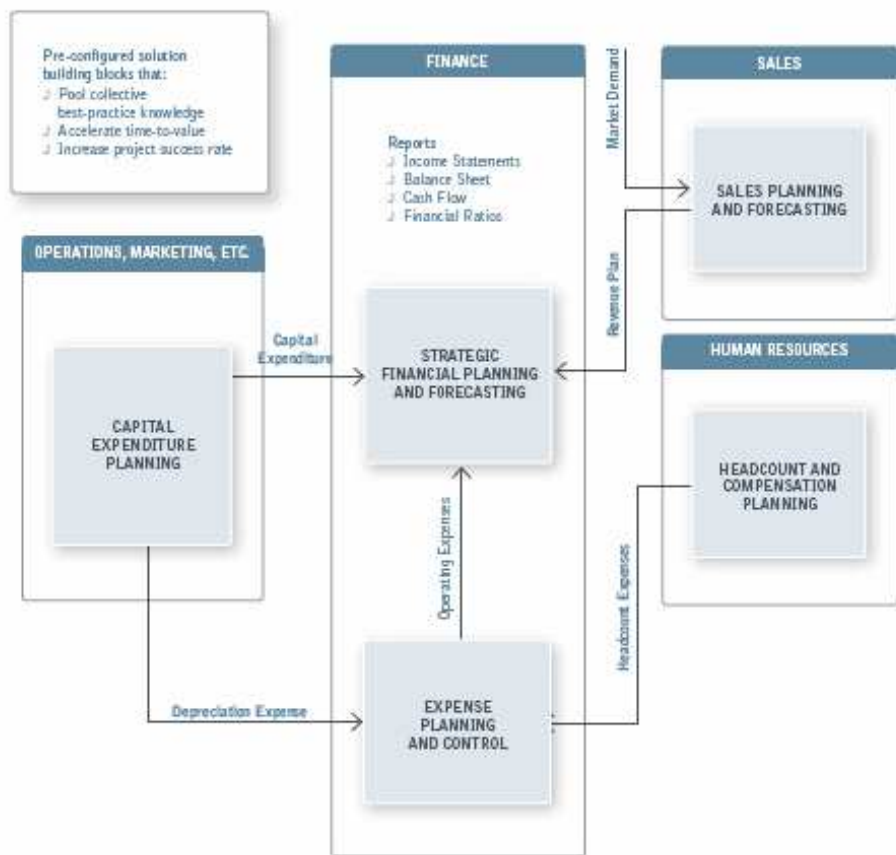 Pre-configured solution
building blocks that:
Pool collective
best-practice knowledge
Accelerate time-to-value
Increase project success rate
FINANCE
Reports
Income Statements
Balance Sheet
Cash Flow
Financial Ratios
Market Demand
SALES
SALES PLANNING
AND FORECASTING
Revenue Plan
OPERATIONS, MARKETING, ETC.
CAPITAL
EXPENDITURE
PLANNING
Capital
Expenditure
STRATEGIC
FINANCIAL PLANNING
AND FORECASTING
HUMAN RESOURCES
HEADCOUNT AND
COMPENSATION
PLANNING
Operating Expenses
Headcount Expenses
Depreciation Expense
EXPENSE
PLANNING
AND CONTROL